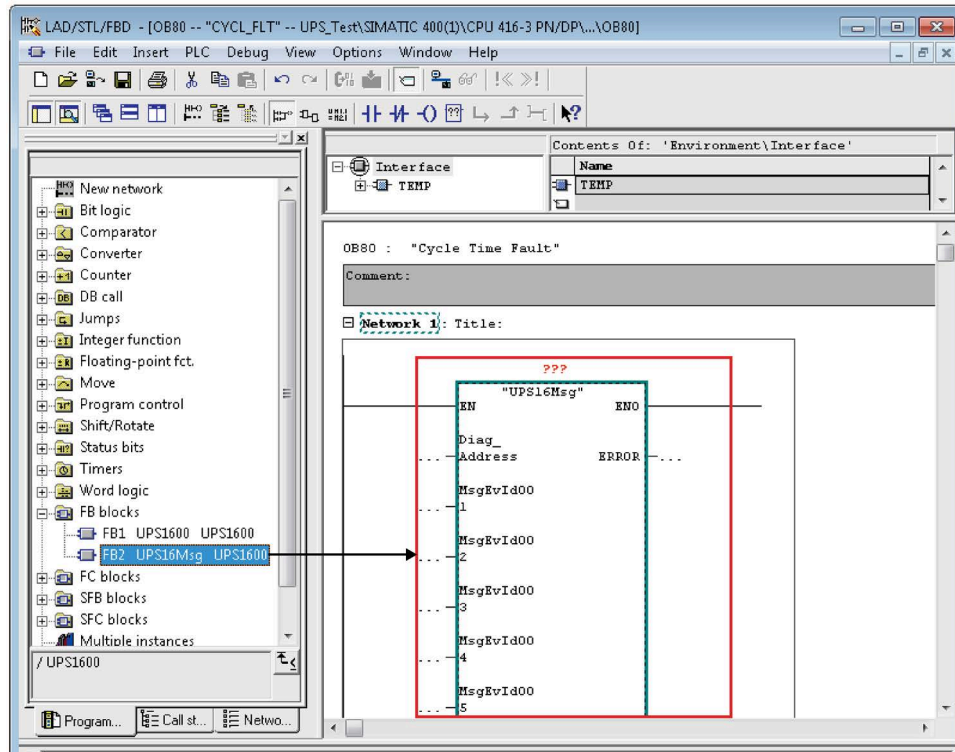 LAD/STL/FBD - [OB80 -- "CYCL_FLT" -- UPS_Test\SIMATIC 400(1)\CPU 416-3 PN/DP\...\OB80]
File Edit Insert PLC Debug View Options Window Help
New network
Bit logic
Comparator
Converter
Counter
DB call
Jumps
Integer function
Floating-point fct.
Move
Program control
Shift/Rotate
Status bits
Timers
Word logic
FB blocks
FB1 UPS1600 UPS1600
FB2 UPS16Msg UPS1600
FC blocks
SFB blocks
SFC blocks
Multiple instances
/ UPS1600
Program...
Call st...
Netwo...
Contents Of: 'Environment\Interface'
Interface
TEMP
Name
TEMP
OB80 : "Cycle Time Fault"
Comment:
Network 1: Title:
???
"UPS16Msg"
EN ENO
Diag_
... Address ERROR ...
MsgEvId00
... 1
MsgEvId00
... 2
MsgEvId00
... 3
MsgEvId00
... 4
MsgEvId00
... 5